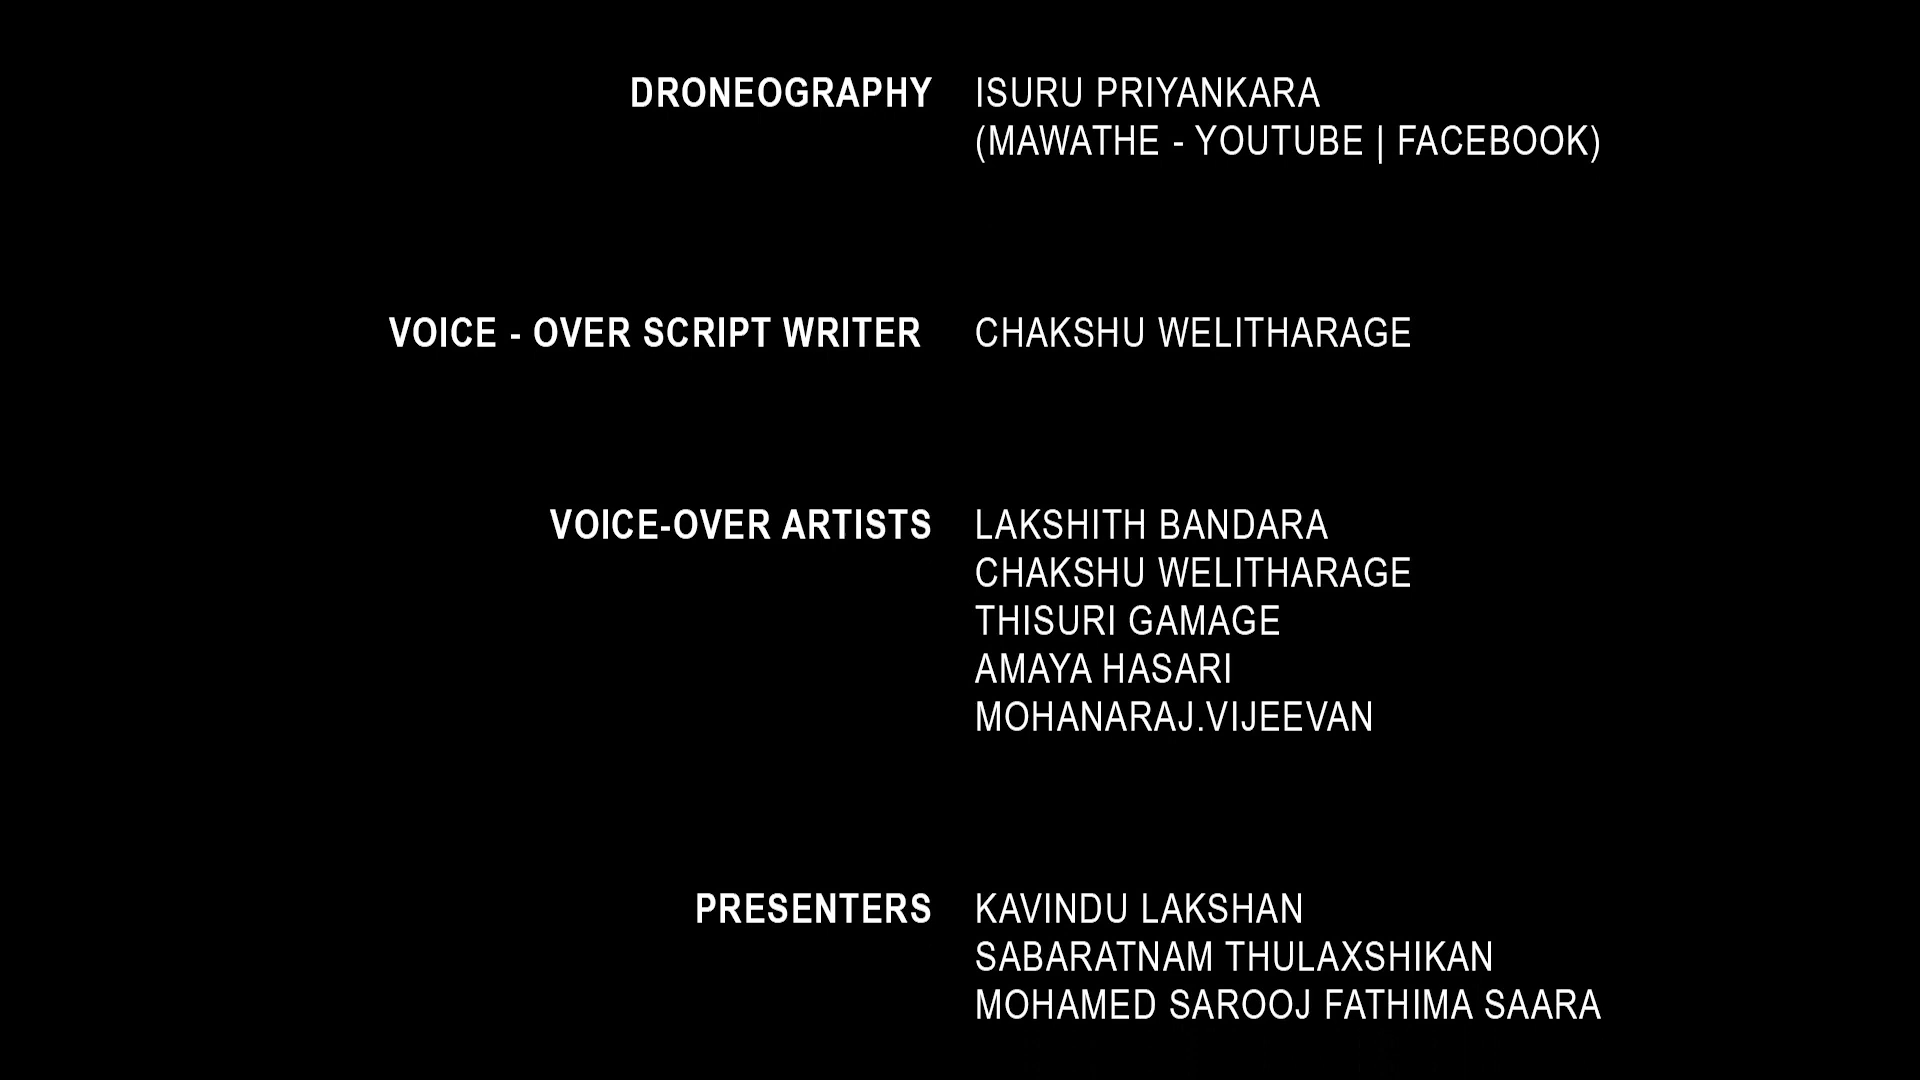 DRONEOGRAPHY ISURU PRIYANKARA
(MAWATHE - YOUTUBE | FACEBOOK)
VOICE - OVER SCRIPT WRITER CHAKSHU WELITHARAGE
VOICE-OVER ARTISTS LAKSHITH BANDARA
CHAKSHU WELITHARAGE
THISURI GAMAGE
AMAYA HASARI
MOHANARAJ.VIJEEVAN
PRESENTERS KAVINDU LAKSHAN
SABARATNAM THULAXSHIKAN
MOHAMED SAROOJ FATHIMA SAARA